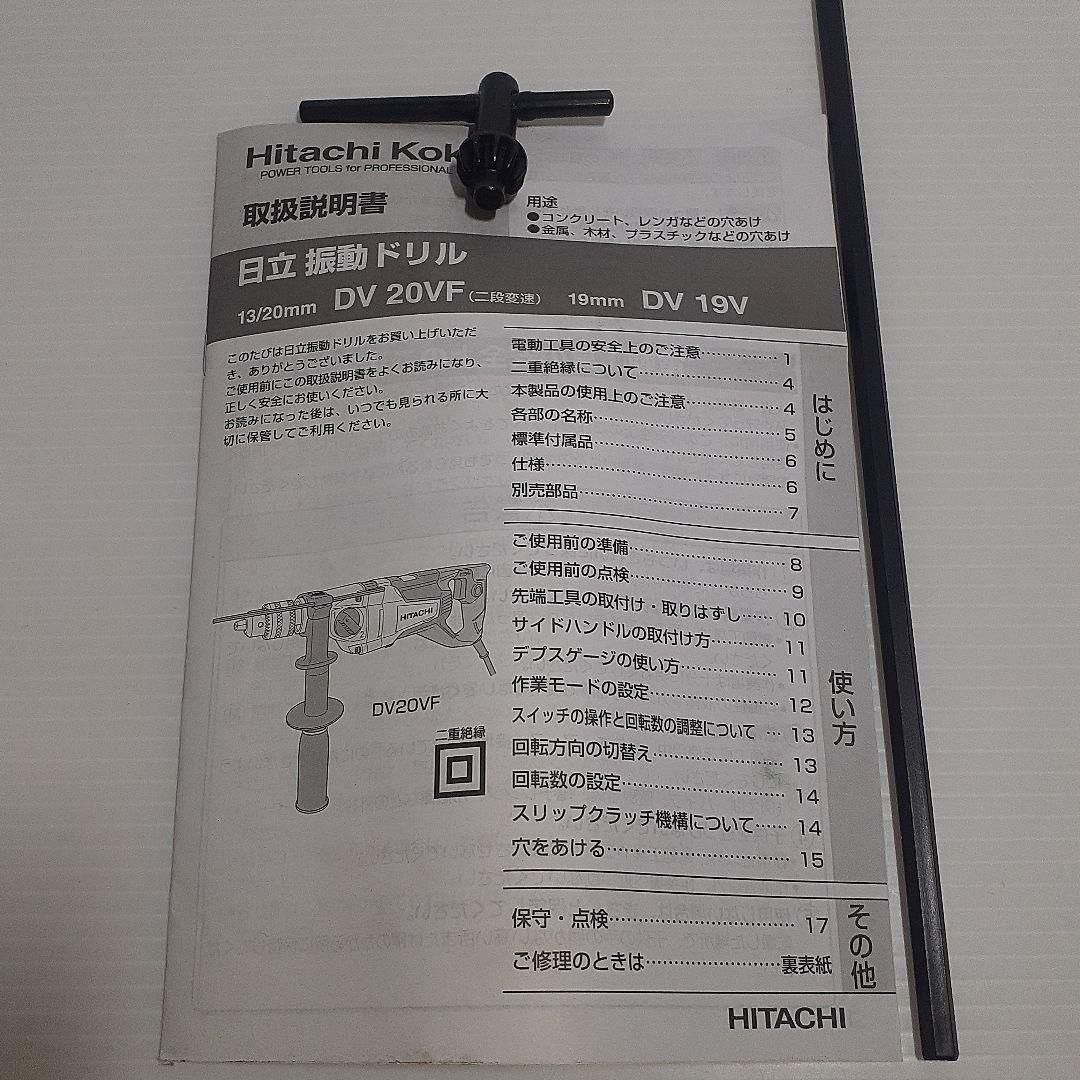 Hitachi Kok
POWER TOOLS for PROFESSIONAL
取扱説明書
用途
●コンクリート、レンガなどの穴あけ
●金属、木材、プラスチックなどの穴あけ
日立 振動ドリル
13/20mm DV 20VF(二段変速) 19mm DV 19V
このたびは日立振動ドリルをお買い上げいただ
き、ありがとうございました。
ご使用前にこの取扱説明書をよくお読みになり、
正しく安全にお使いください。
お読みになった後は、いつでも見られる所に大
切に保管してご利用ください。
HITACHI
DV20VF
二重絶縁
はじめに
電動工具の安全上のご注意……………1
二重絶縁について……………4
本製品の使用上のご注意……………4
各部の名称……………5
標準付属品……………6
仕様……………6
別売部品……………7
使い方
ご使用前の準備……………8
ご使用前の点検……………9
先端工具の取付け・取りはずし……10
サイドハンドルの取付け方…………11
デプスゲージの使い方……………11
作業モードの設定……………12
スイッチの操作と回転数の調整について…13
回転方向の切替え……………13
回転数の設定……………14
スリップクラッチ機構について……14
穴をあける……………15
その他
保守・点検……………17
ご修理のときは……………裏表紙
HITACHI